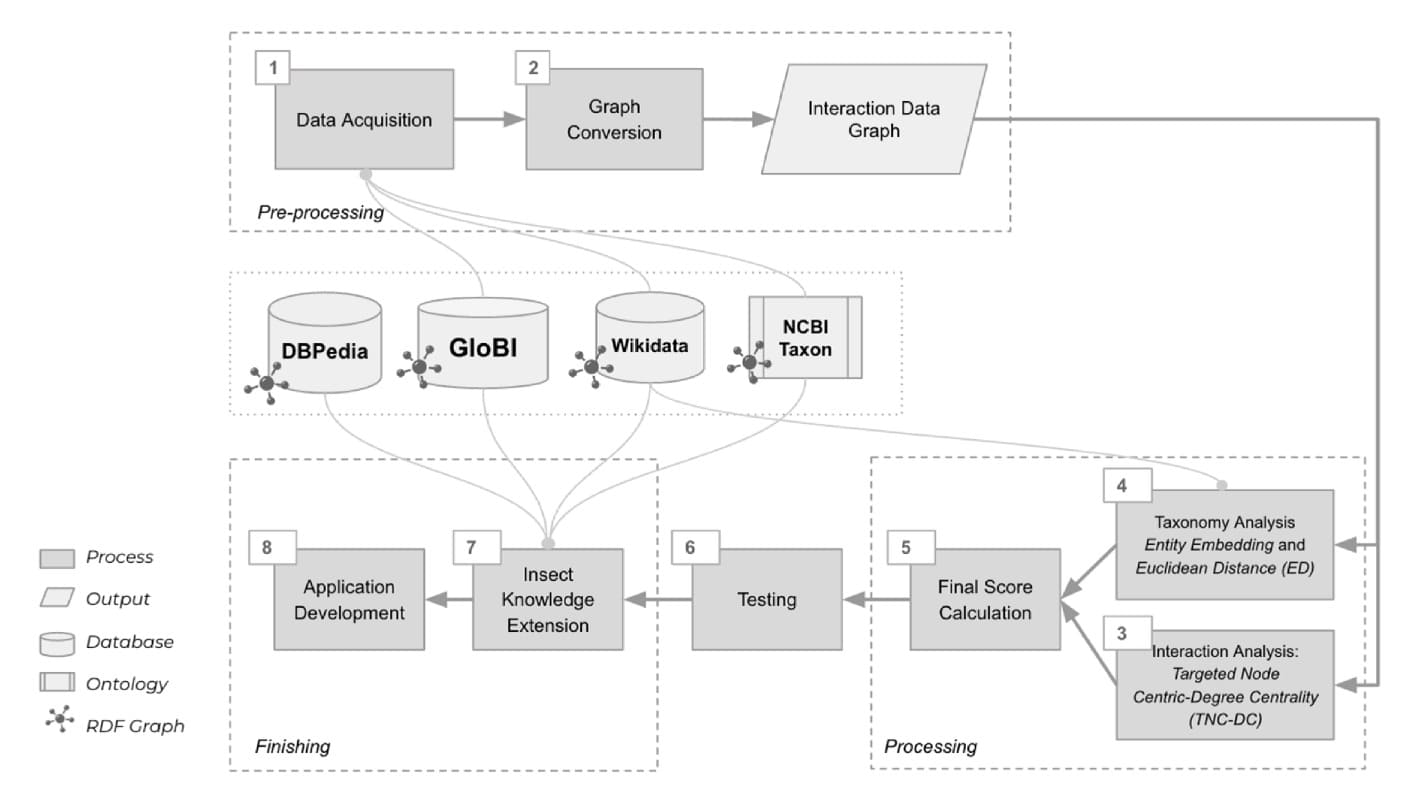 1
Data Acquisition
2
Graph
Conversion
Interaction Data
Graph
Pre-processing
DBPedia
GloBI
Wikidata
NCBI
Taxon
8
Application
Development
7
Insect
Knowledge
Extension
6
Testing
5
Final Score
Calculation
4
Taxonomy Analysis
Entity Embedding and
Euclidean Distance (ED)
3
Interaction Analysis:
Targeted Node
Centric-Degree Centrality
(TNC-DC)
Finishing
Processing
Process
Output
Database
Ontology
RDF Graph